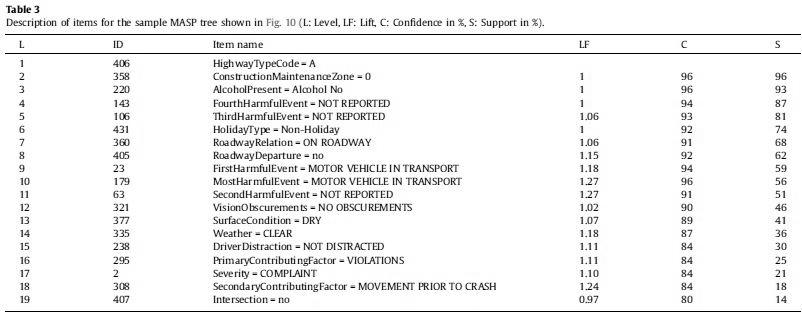 Table 3
Description of items for the sample MASP tree shown in Fig. 10 (L: Level, LF: Lift, C: Confidence in %, S: Support in %).
L ID Item name LF C S
1 406 HighwayTypeCode = A
2 358 ConstructionMaintenanceZone = 0 1 96 96
3 220 AlcoholPresent = Alcohol No 1 96 93
4 143 FourthHarmfulEvent = NOT REPORTED 1 94 87
5 106 ThirdHarmfulEvent = NOT REPORTED 1.06 93 81
6 431 HolidayType = Non-Holiday 1 92 74
7 360 RoadwayRelation = ON ROADWAY 1.06 91 68
8 405 RoadwayDeparture = no 1.15 92 62
9 23 FirstHarmfulEvent = MOTOR VEHICLE IN TRANSPORT 1.18 94 59
10 179 MostHarmfulEvent = MOTOR VEHICLE IN TRANSPORT 1.27 96 56
11 63 SecondHarmfulEvent = NOT REPORTED 1.27 91 51
12 321 VisionObscurements = NO OBSCUREMENTS 1.02 90 46
13 377 SurfaceCondition = DRY 1.07 89 41
14 335 Weather = CLEAR 1.18 87 36
15 238 DriverDistraction = NOT DISTRACTED 1.11 84 30
16 295 PrimaryContributingFactor = VIOLATIONS 1.11 84 25
17 2 Severity = COMPLAINT 1.10 84 21
18 308 SecondaryContributingFactor = MOVEMENT PRIOR TO CRASH 1.24 84 18
19 407 Intersection = no 0.97 80 14